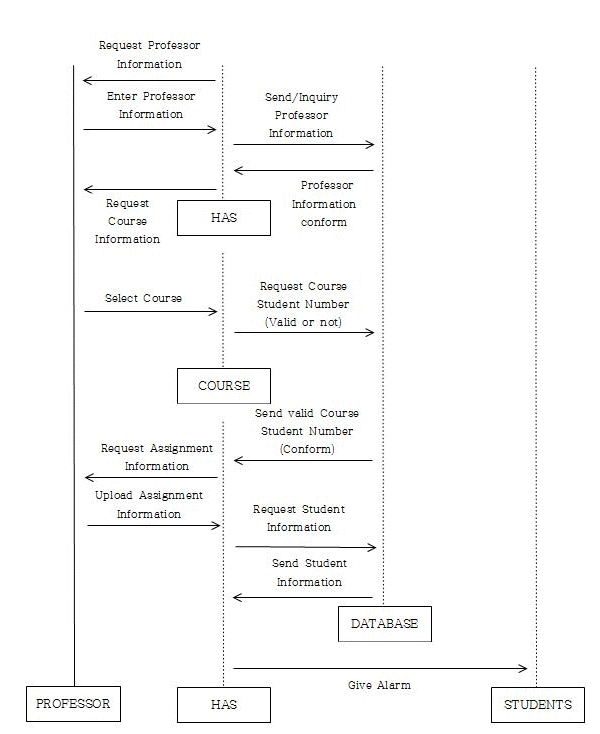 Request Professor
Information
Enter Professor
Information
Send/Inquiry
Professor
Information
Professor
Information
conform
Request
Course
Information
HAS
Select Course
Request Course
Student Number
(Valid or not)
COURSE
Send valid Course
Student Number
(Conform)
Request Assignment
Information
Upload Assignment
Information
Request Student
Information
Send Student
Information
DATABASE
Give Alarm
PROFESSOR
HAS
STUDENTS